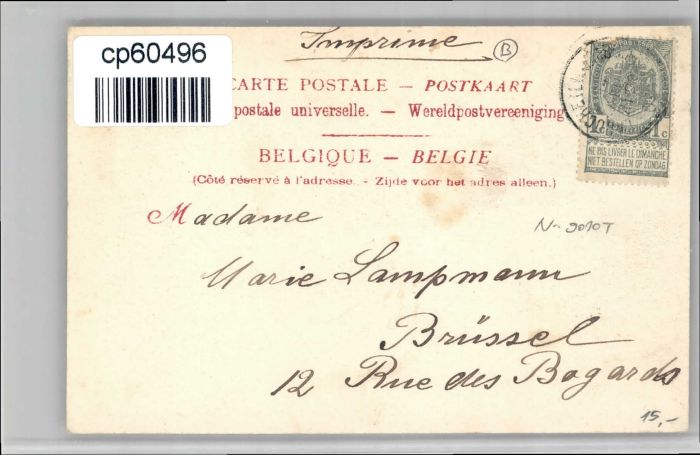 cp60496
Imprimé
B
CARTE POSTALE — POSTKAART
postale universelle. — Wereldpostvereeniging
BELGIQUE — BELGIE
(Côté réservé à l'adresse. - Zijde voor het adres alleen.)
1c
NE PAS LIVRER LE DIMANCHE
NIET BESTELLEN OP ZONDAG
Madame
Marie Lampmann
Brüssel
12 Rue des Bogards
15,-